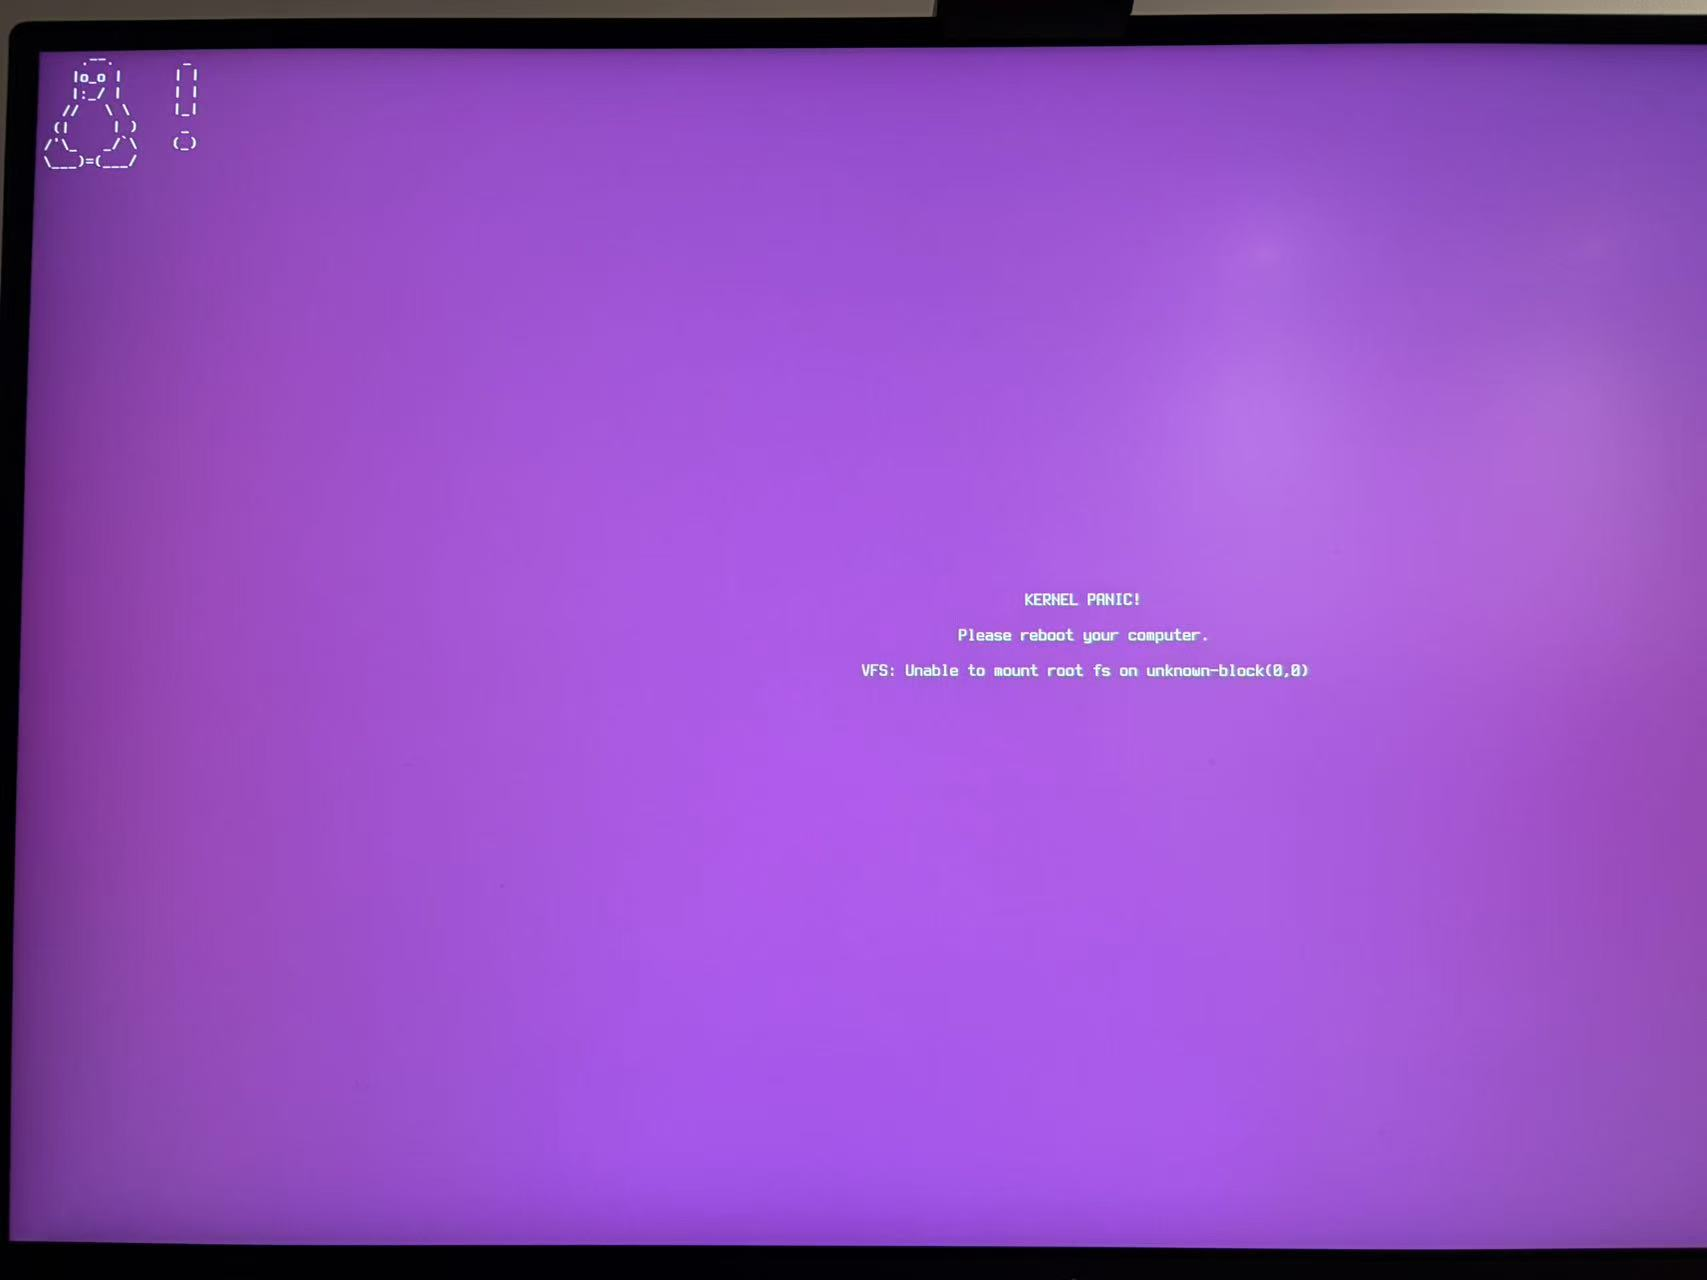 KERNEL PANIC!
Please reboot your computer.
VFS: Unable to mount root fs on unknown-block(0,0)